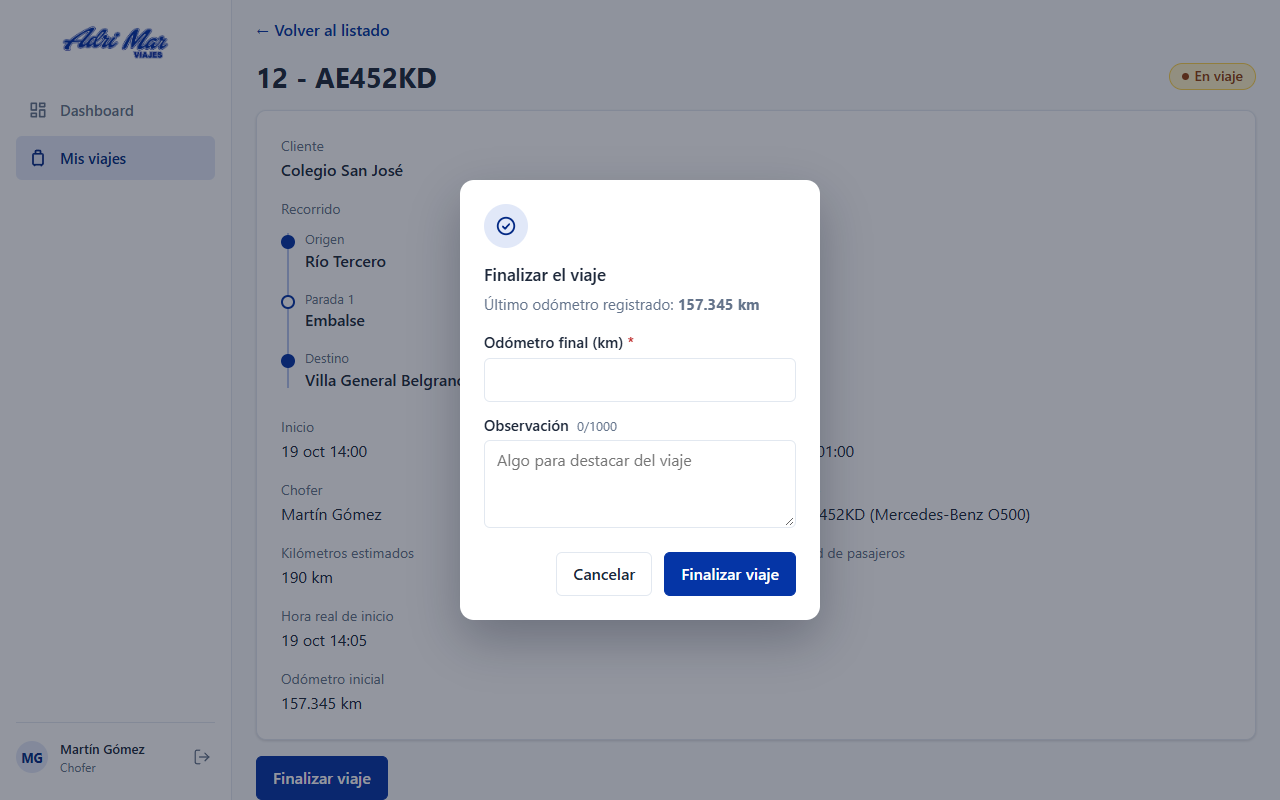 Adri Mar
VIAJES
Dashboard
Mis viajes
Martín Gómez
MG
Chofer
← Volver al listado
12 - AE452KD
En viaje
Cliente
Colegio San José
Recorrido
Origen
Río Tercero
Parada 1
Embalse
Destino
Villa General Belgrano
Inicio
19 oct 14:00
01:00
Chofer
Martín Gómez
452KD (Mercedes-Benz O500)
Kilómetros estimados
190 km
de pasajeros
Hora real de inicio
19 oct 14:05
Odómetro inicial
157.345 km
Finalizar viaje
Finalizar el viaje
Último odómetro registrado: 157.345 km
Odómetro final (km) *
Observación 0/1000
Algo para destacar del viaje
Cancelar
Finalizar viaje